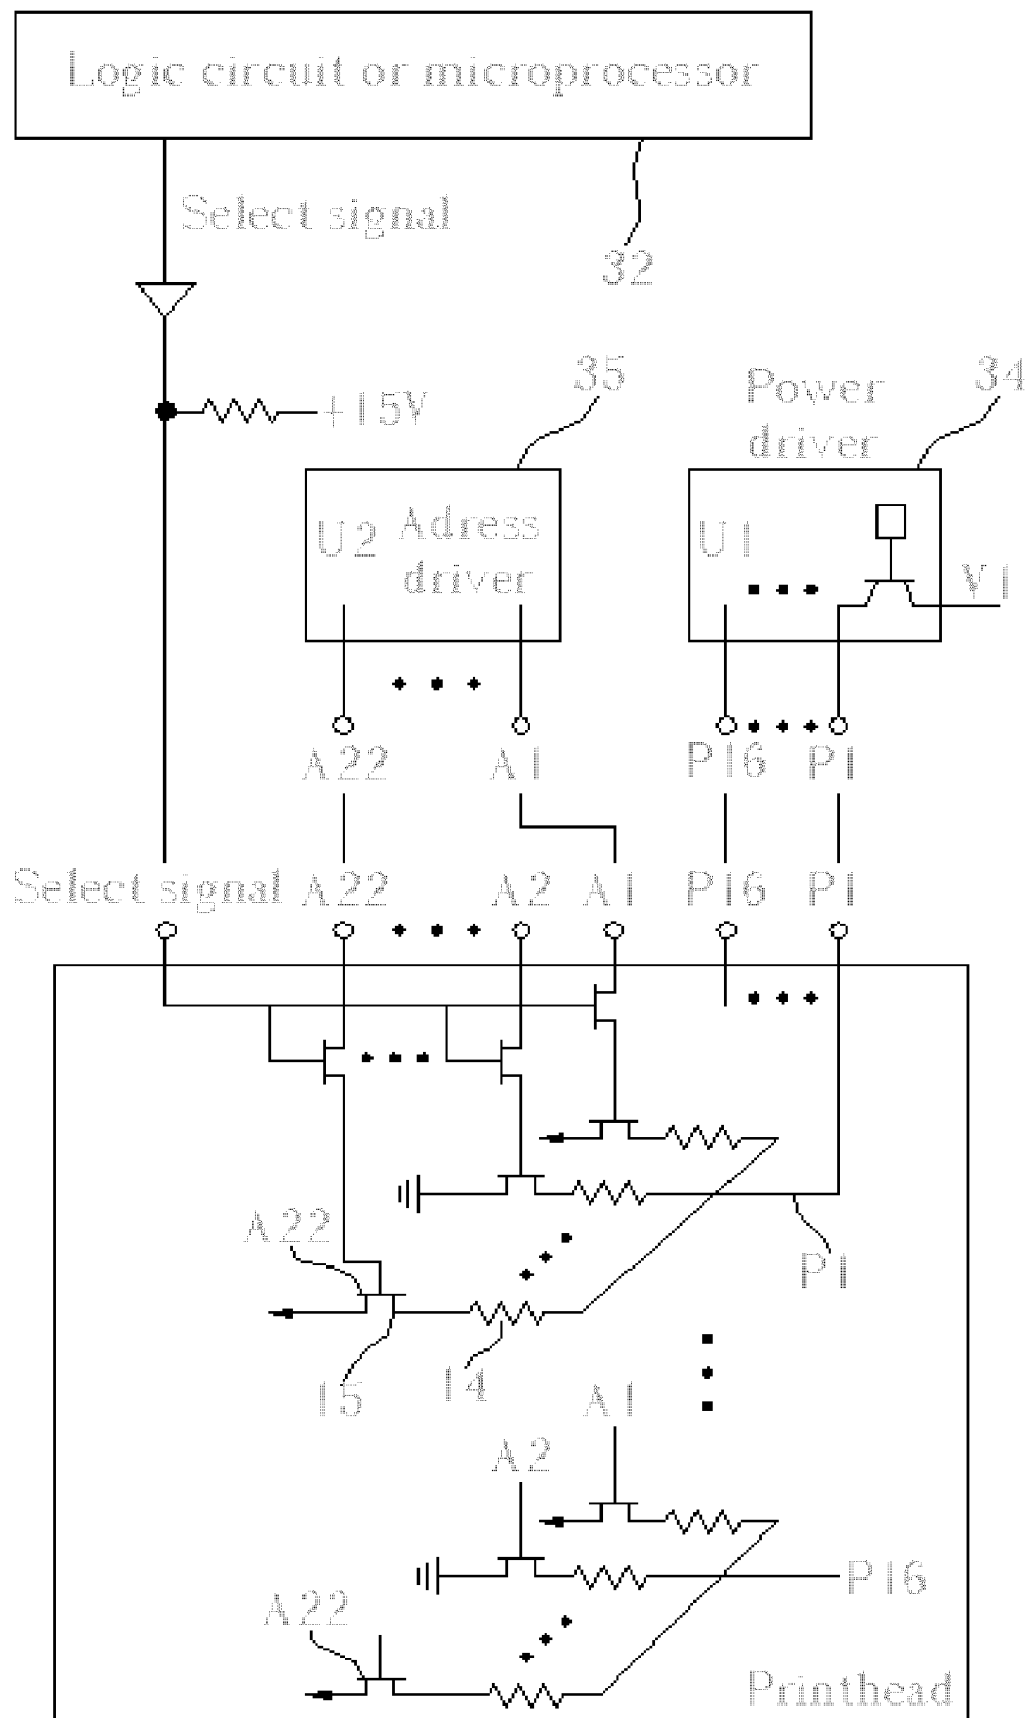 Logic circuit or microprocessor
Select signal
32
+15V
35
Power
driver
34
U2 Adress
driver
U1
V1
A22 A1 P16 P1
Select signal A22 A2 A1 P16 P1
A22
P1
15
14
A1
A2
P16
A22
Printhead